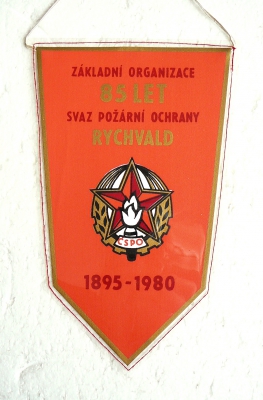 ZÁKLADNÍ ORGANIZACE
85 LET
SVAZ POŽÁRNÍ OCHRANY
RYCHVALD
ČSPO
1895-1980